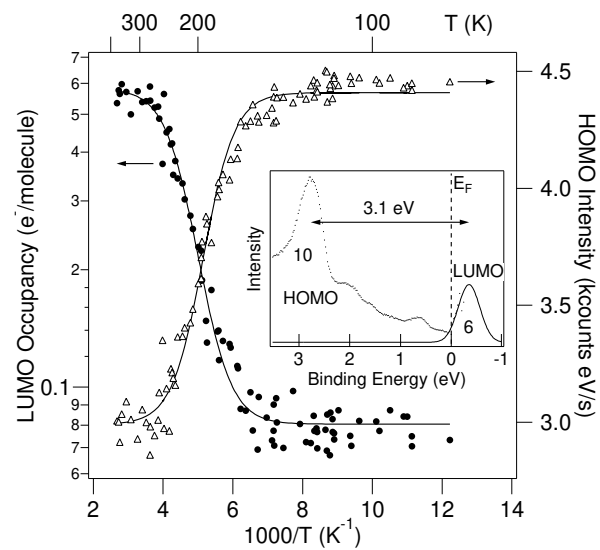 300 200 100 T (K)
7
6
5
4
3
2
0.1
9
8
7
6
LUMO Occupancy (e⁻/molecule)
4.5
4.0
3.5
3.0
HOMO Intensity (kcounts eV/s)
E_F
3.1 eV
LUMO
10
HOMO
6
Intensity
3 2 1 0 -1
Binding Energy (eV)
2 4 6 8 10 12 14
1000/T (K⁻¹)